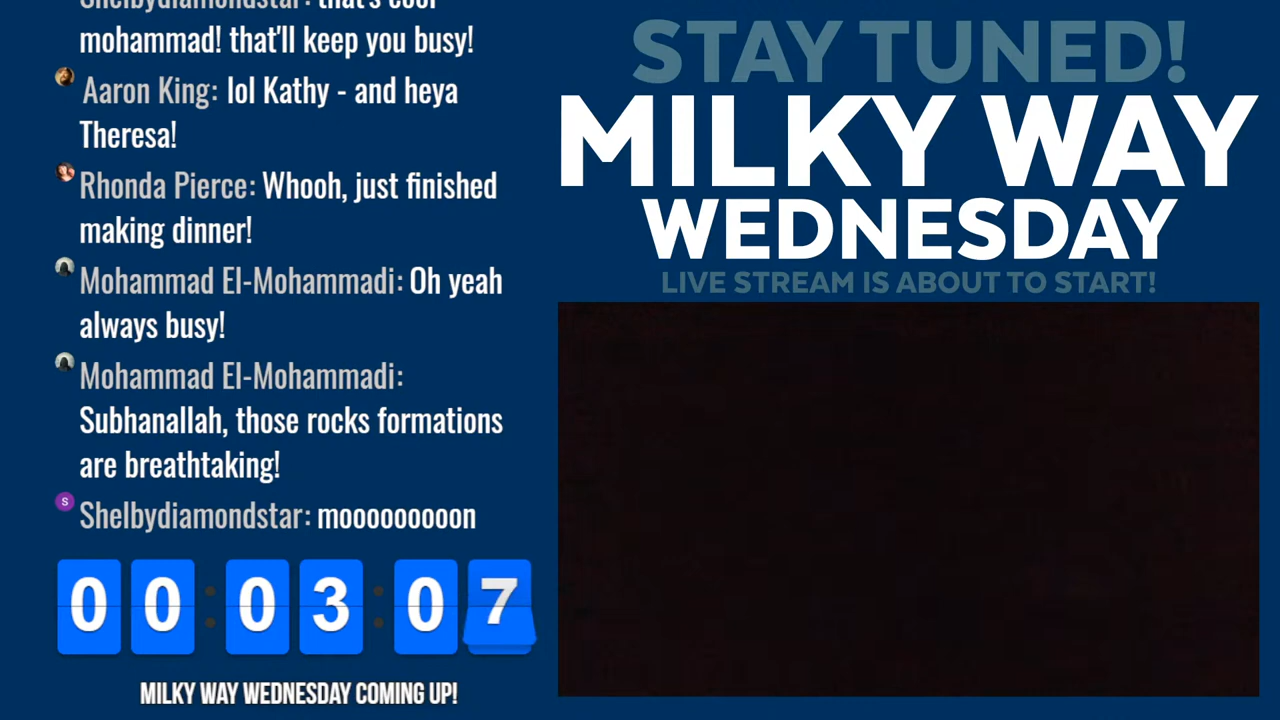 Shelbydiamondstar: that's cool
mohammad! that'll keep you busy!
Aaron King: lol Kathy - and heya
Theresa!
Rhonda Pierce: Whooh, just finished
making dinner!
Mohammad El-Mohammadi: Oh yeah
always busy!
Mohammad El-Mohammadi:
Subhanallah, those rocks formations
are breathtaking!
S
Shelbydiamondstar: mooooooooon
00:03:07
MILKY WAY WEDNESDAY COMING UP!
STAY TUNED!
MILKY WAY
WEDNESDAY
LIVE STREAM IS ABOUT TO START!